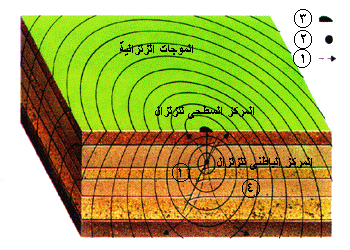 ٣
٢
١
الموجات الزلزالية
المركز السطحي للزلزال
المركز الباطني للزلزال
١
٤